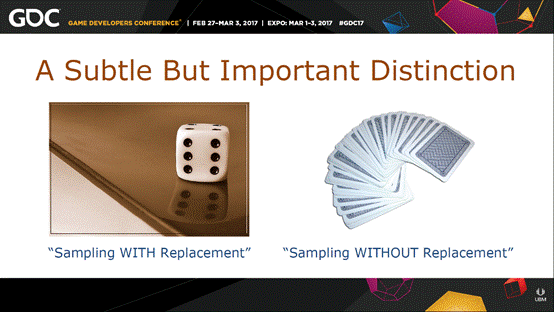 GDC GAME DEVELOPERS CONFERENCE® | FEB 27–MAR 3, 2017 | EXPO: MAR 1–3, 2017 #GDC17
A Subtle But Important Distinction
“Sampling WITH Replacement” “Sampling WITHOUT Replacement”
UBM